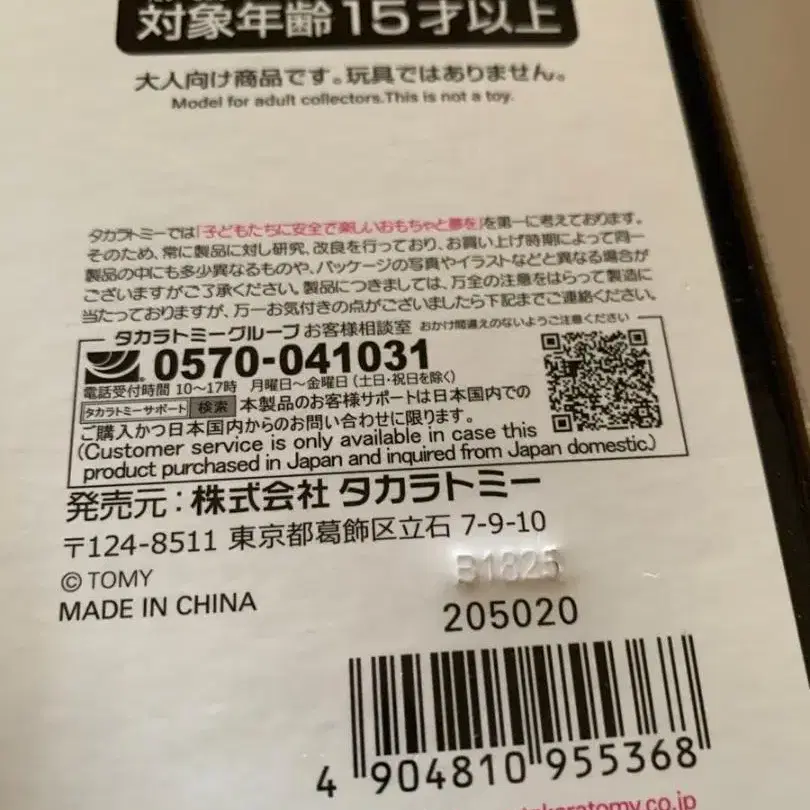 対象年齢15才以上
大人向け商品です。玩具ではありません。
Model for adult collectors.This is not a toy.
タカラトミーでは「子どもたちに安全で楽しいおもちゃと夢を」を第一に考えております。
そのため、常に製品に対し研究、改良を行っており、お買い上げ時期によって同一
製品の中にも多少異なるものや、パッケージの写真やイラストなどと異なる場合が
ございますがご了承ください。製品につきましては、万全の注意をはらって製造に
当たっておりますが、万一お気付きの点がございましたら下記までご連絡ください。
タカラトミーグループ お客様相談室 おかけ間違えのないようご注意ください
0570-041031
電話受付時間 10〜17時 月曜日〜金曜日(土日・祝日を除く)
タカラトミーサポート 検索 本製品のお客様サポートは日本国内での
ご購入かつ日本国内からのお問い合わせに限ります。
(Customer service is only available in case this
product purchased in Japan and inquired from Japan domestic.)
発売元:株式会社 タカラトミー
〒124-8511 東京都葛飾区立石 7-9-10
© TOMY
B1825
MADE IN CHINA
205020
4 904810 955368